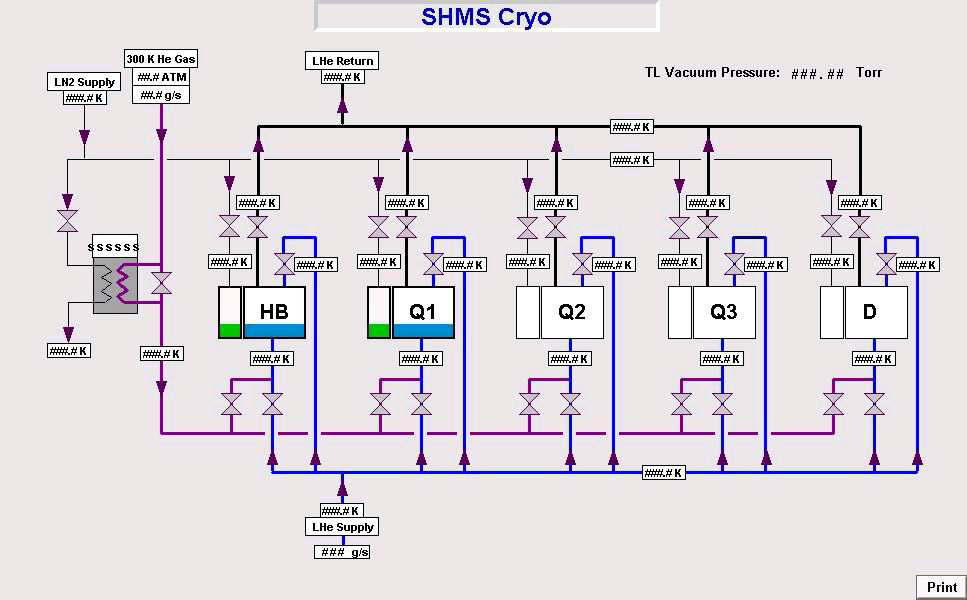 SHMS Cryo
LN2 Supply
###.# K
300 K He Gas
##.# ATM
##.# g/s
LHe Return
###.# K
TL Vacuum Pressure: ###.## Torr
###.# K
###.# K
###.# K ###.# K ###.# K ###.# K ###.# K
ssssss
###.# K ###.# K ###.# K ###.# K ###.# K ###.# K ###.# K ###.# K ###.# K ###.# K
HB Q1 Q2 Q3 D
###.# K ###.# K ###.# K ###.# K ###.# K ###.# K ###.# K
###.# K
###.# K
LHe Supply
### g/s
Print